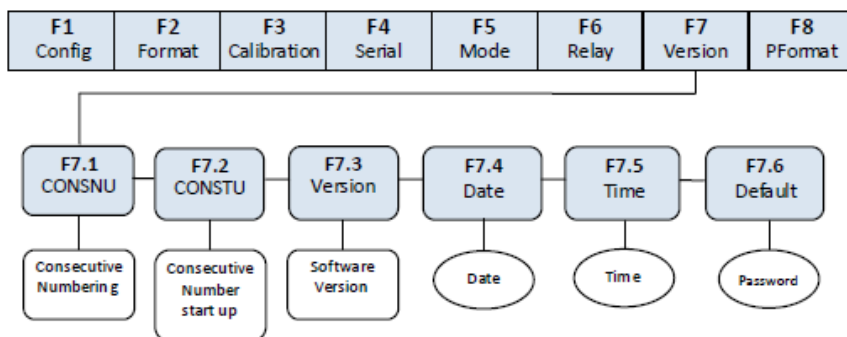 F1
Config
F2
Format
F3
Calibration
F4
Serial
F5
Mode
F6
Relay
F7
Version
F8
PFormat
F7.1
CONSNU
F7.2
CONSTU
F7.3
Version
F7.4
Date
F7.5
Time
F7.6
Default
Consecutive
Numbering
Consecutive
Number
start up
Software
Version
Date
Time
Password